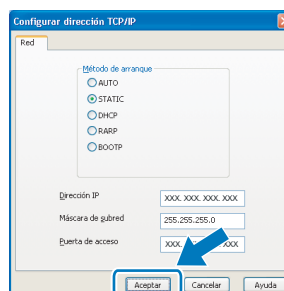 Configurar dirección TCP/IP
Red
Método de arranque
AUTO
STATIC
DHCP
RARP
BOOTP
Dirección IP XXX. XXX. XXX. XXX
Máscara de subred 255.255.255.0
Puerta de acceso XXX. XXX
Aceptar Cancelar Ayuda